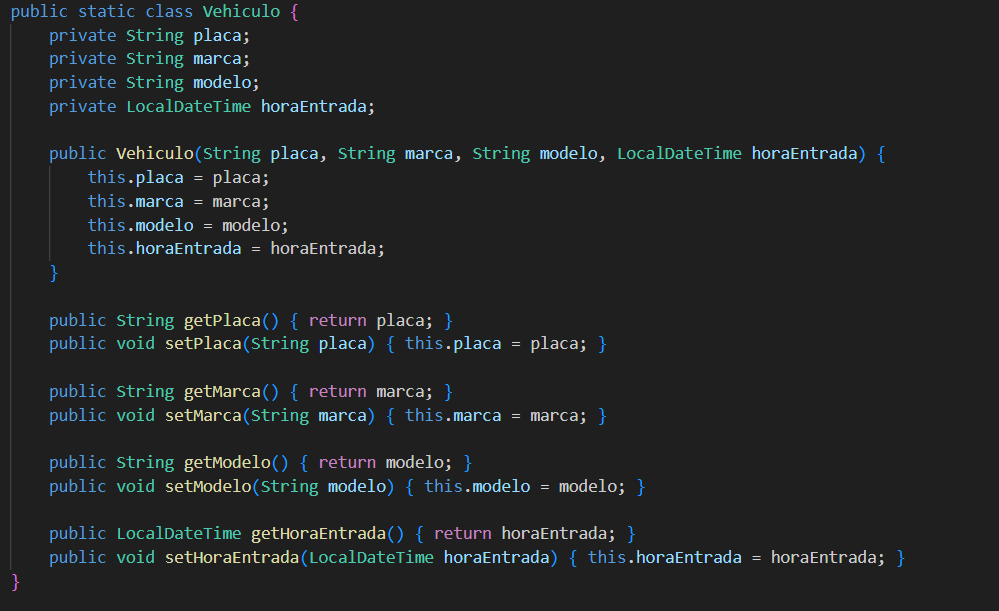 public static class Vehiculo {
    private String placa;
    private String marca;
    private String modelo;
    private LocalDateTime horaEntrada;

    public Vehiculo(String placa, String marca, String modelo, LocalDateTime horaEntrada) {
        this.placa = placa;
        this.marca = marca;
        this.modelo = modelo;
        this.horaEntrada = horaEntrada;
    }

    public String getPlaca() { return placa; }
    public void setPlaca(String placa) { this.placa = placa; }

    public String getMarca() { return marca; }
    public void setMarca(String marca) { this.marca = marca; }

    public String getModelo() { return modelo; }
    public void setModelo(String modelo) { this.modelo = modelo; }

    public LocalDateTime getHoraEntrada() { return horaEntrada; }
    public void setHoraEntrada(LocalDateTime horaEntrada) { this.horaEntrada = horaEntrada; }
}